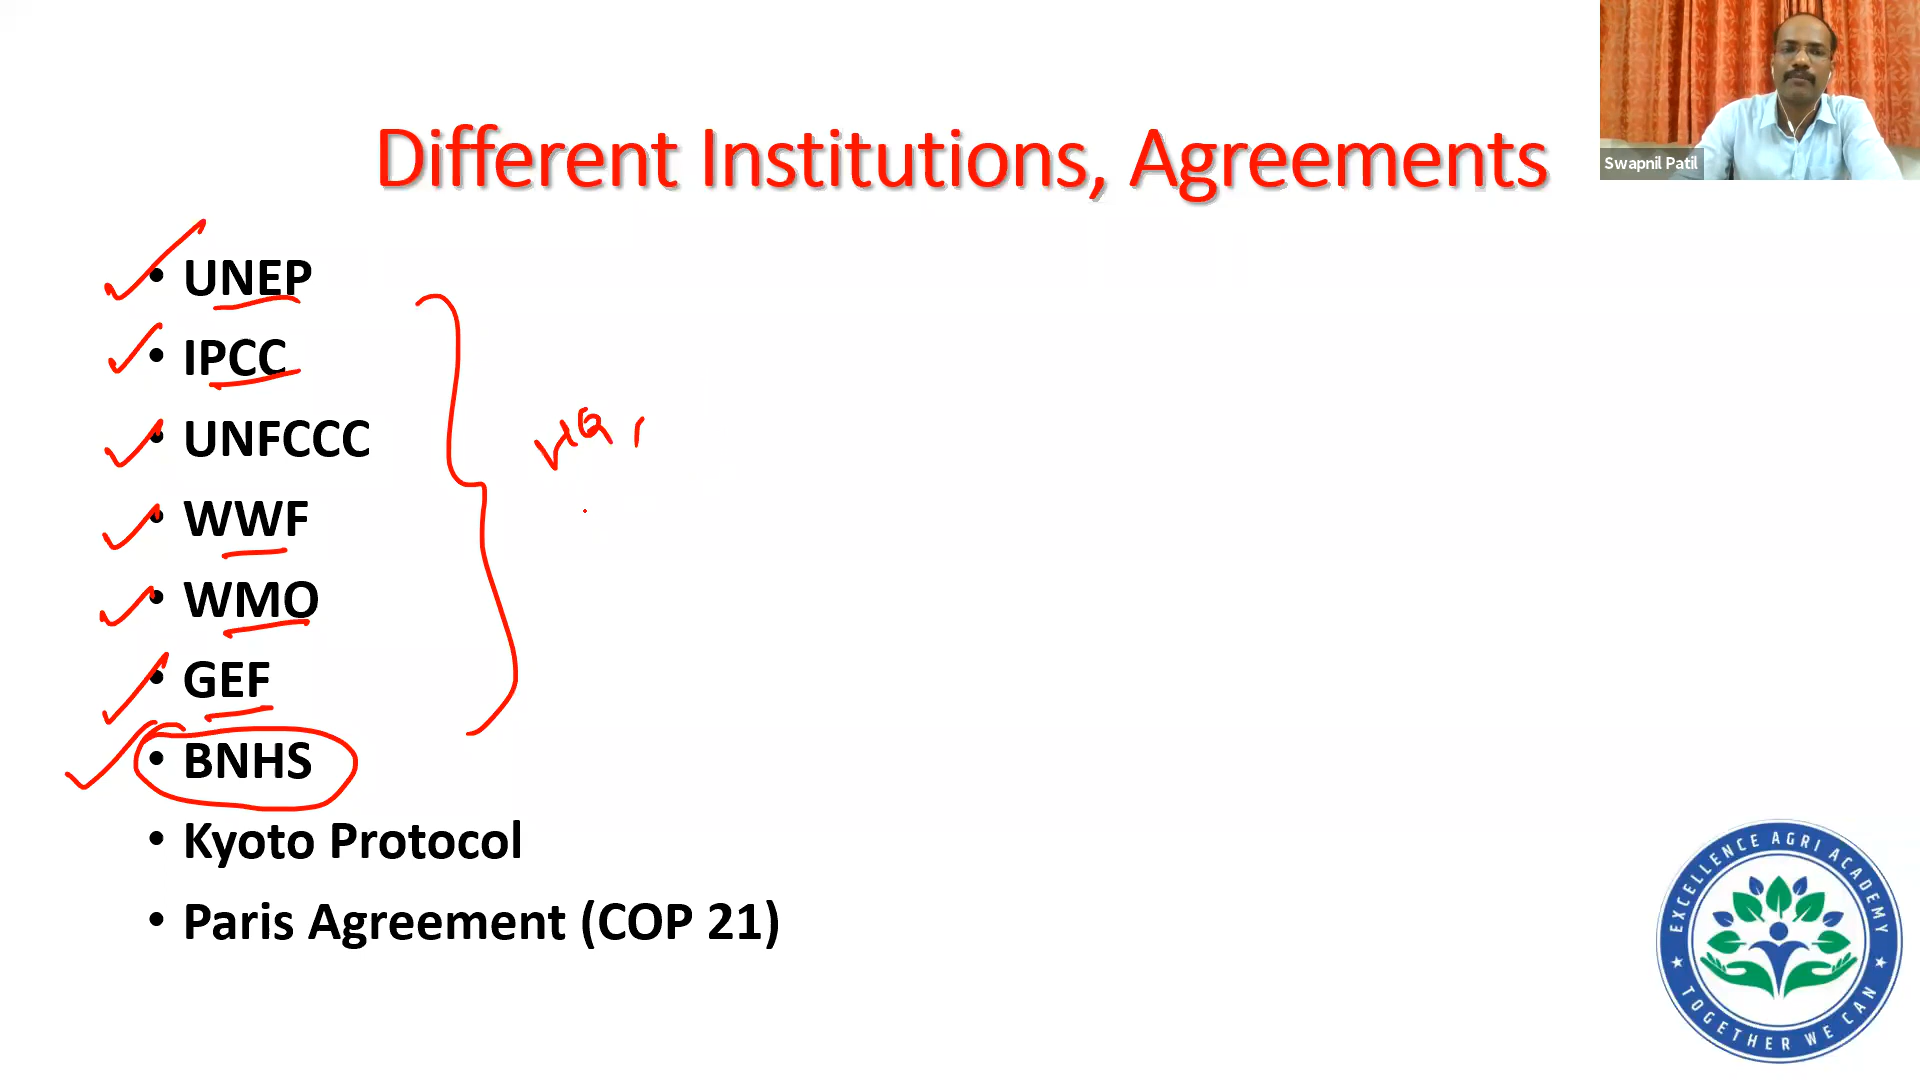 Different Institutions, Agreements
Swapnil Patil
• UNEP
• IPCC
• UNFCCC
HQ,
• WWF
• WMO
• GEF
• BNHS
• Kyoto Protocol
• Paris Agreement (COP 21)
EXCELLENCE AGRI ACADEMY
★ TOGETHER WE CAN ★